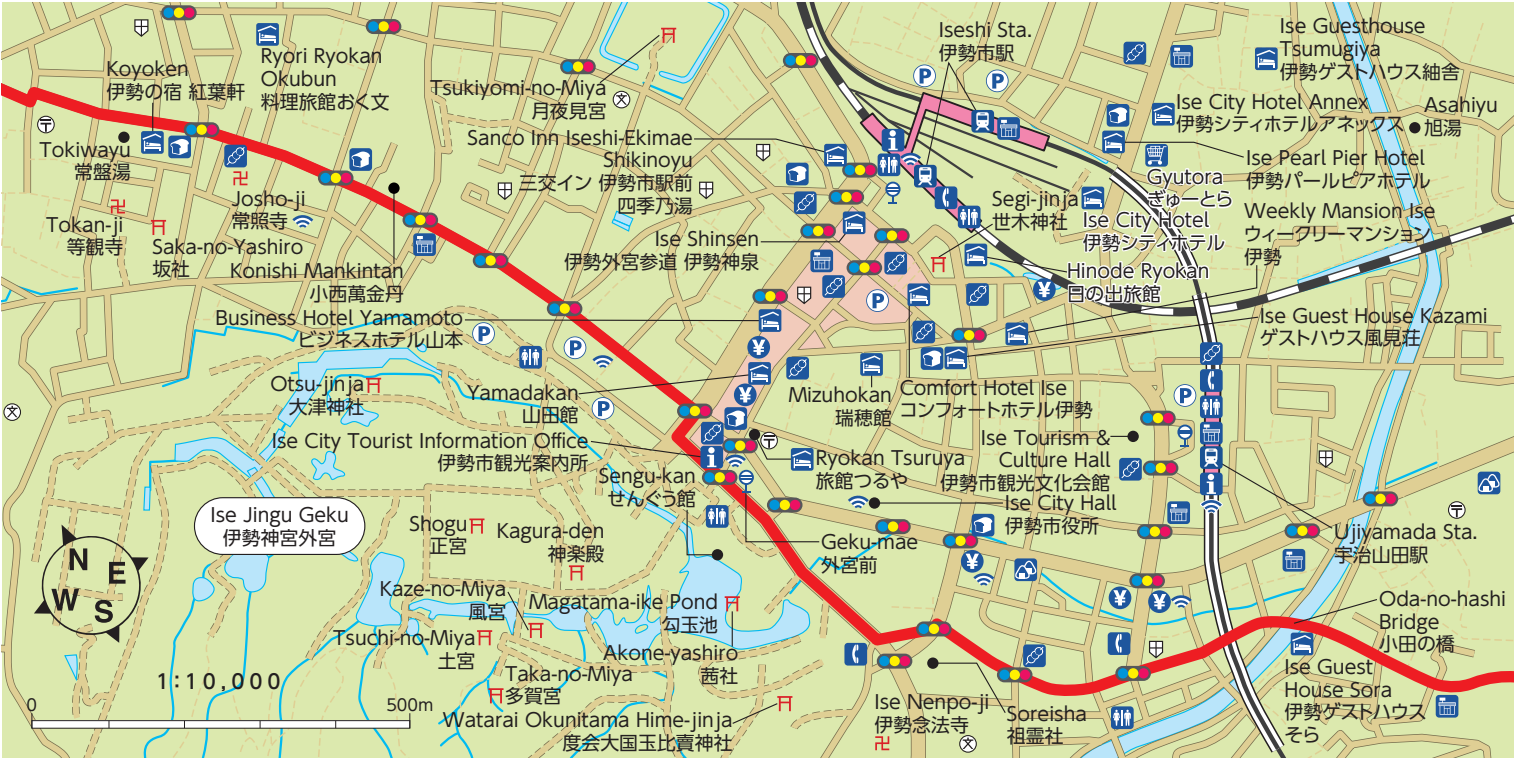 Koyoken
伊勢の宿 紅葉軒
Ryori Ryokan
Okubun
料理旅館おく文
Tsukiyomi-no-Miya
月夜見宮
Iseshi Sta.
伊勢市駅
Ise Guesthouse
Tsumugiya
伊勢ゲストハウス紬舎
Ise City Hotel Annex
伊勢シティホテルアネックス
Asahiyu
旭湯
Tokiwayu
常盤湯
Sanco Inn Iseshi-Ekimae
Shikinoyu
三交イン 伊勢市駅前
四季乃湯
Ise Pearl Pier Hotel
伊勢パールピアホテル
Gyutora
ぎゅーとら
Josho-ji
常照寺
Segi-jinja
世木神社
Ise City Hotel
伊勢シティホテル
Weekly Mansion Ise
ウィークリーマンション
伊勢
Tokan-ji
等観寺
Saka-no-Yashiro
坂社
Konishi Mankintan
小西萬金丹
Ise Shinsen
伊勢外宮参道 伊勢神泉
Hinode Ryokan
日の出旅館
Business Hotel Yamamoto
ビジネスホテル山本
Ise Guest House Kazami
ゲストハウス風見荘
Otsu-jinja
大津神社
Yamadakan
山田館
Mizuhokan
瑞穂館
Comfort Hotel Ise
コンフォートホテル伊勢
Ise City Tourist Information Office
伊勢市観光案内所
Ryokan Tsuruya
旅館つるや
Ise Tourism &
Culture Hall
伊勢市観光文化会館
Sengu-kan
せんぐう館
Ise City Hall
伊勢市役所
Ise Jingu Geku
伊勢神宮外宮
Shogu
正宮
Kagura-den
神楽殿
Geku-mae
外宮前
Ujiyamada Sta.
宇治山田駅
Kaze-no-Miya
風宮
Magatama-ike Pond
勾玉池
Oda-no-hashi
Bridge
小田の橋
Tsuchi-no-Miya
土宮
Akone-yashiro
茜社
Taka-no-Miya
多賀宮
Watarai Okunitama Hime-jinja
度会大国玉比賣神社
Ise Nenpo-ji
伊勢念法寺
Soreisha
祖霊社
Ise Guest
House Sora
伊勢ゲストハウス
そら
N
E
W
S
1:10,000
0
500m
P
P
P
P
P
P
P